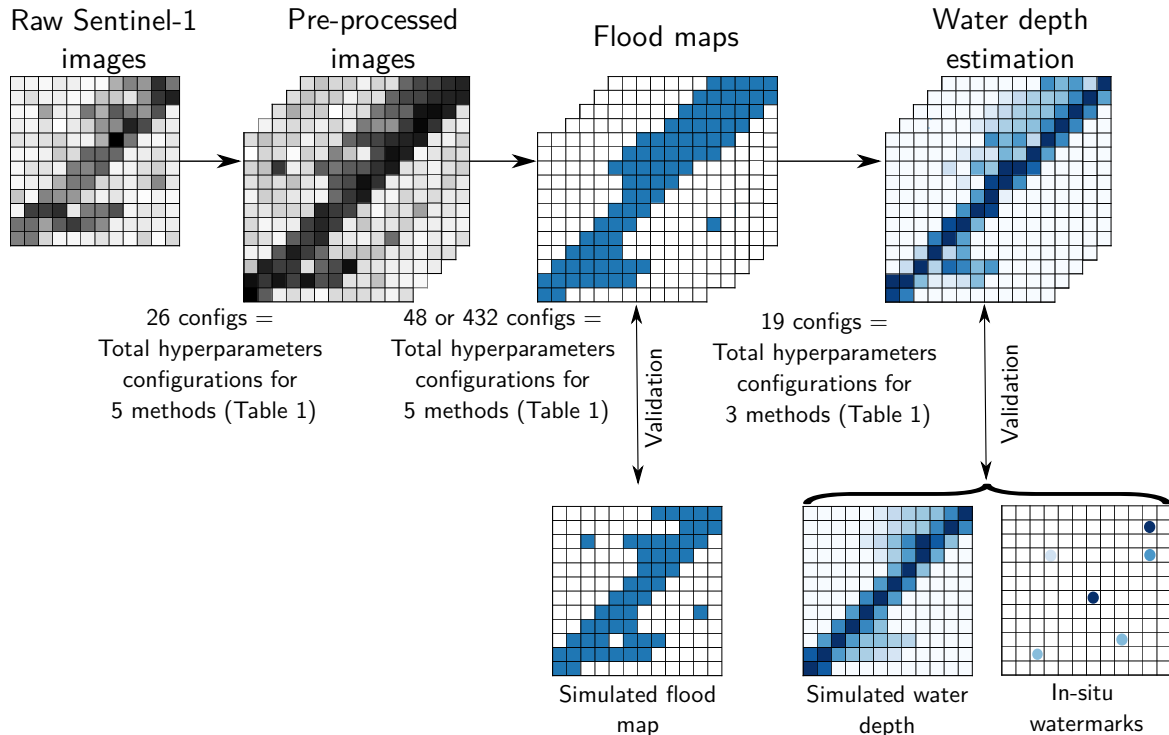 Raw Sentinel-1
images
Pre-processed
images
Flood maps
Water depth
estimation
26 configs =
Total hyperparameters
configurations for
5 methods (Table 1)
48 or 432 configs =
Total hyperparameters
configurations for
5 methods (Table 1)
Validation
19 configs =
Total hyperparameters
configurations for
3 methods (Table 1)
Validation
Simulated flood
map
Simulated water
depth
In-situ
watermarks